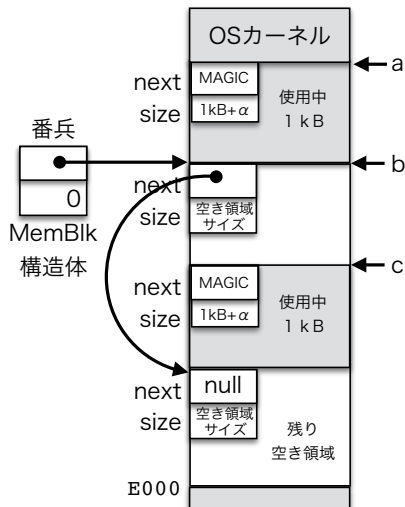 OSカーネル
a
next
MAGIC
size
1kB+α
使用中
1kB
番兵
0
MemBlk
構造体
b
next
size
空き領域
サイズ
c
next
MAGIC
size
1kB+α
使用中
1kB
next
null
size
空き領域
サイズ
残り
空き領域
E000